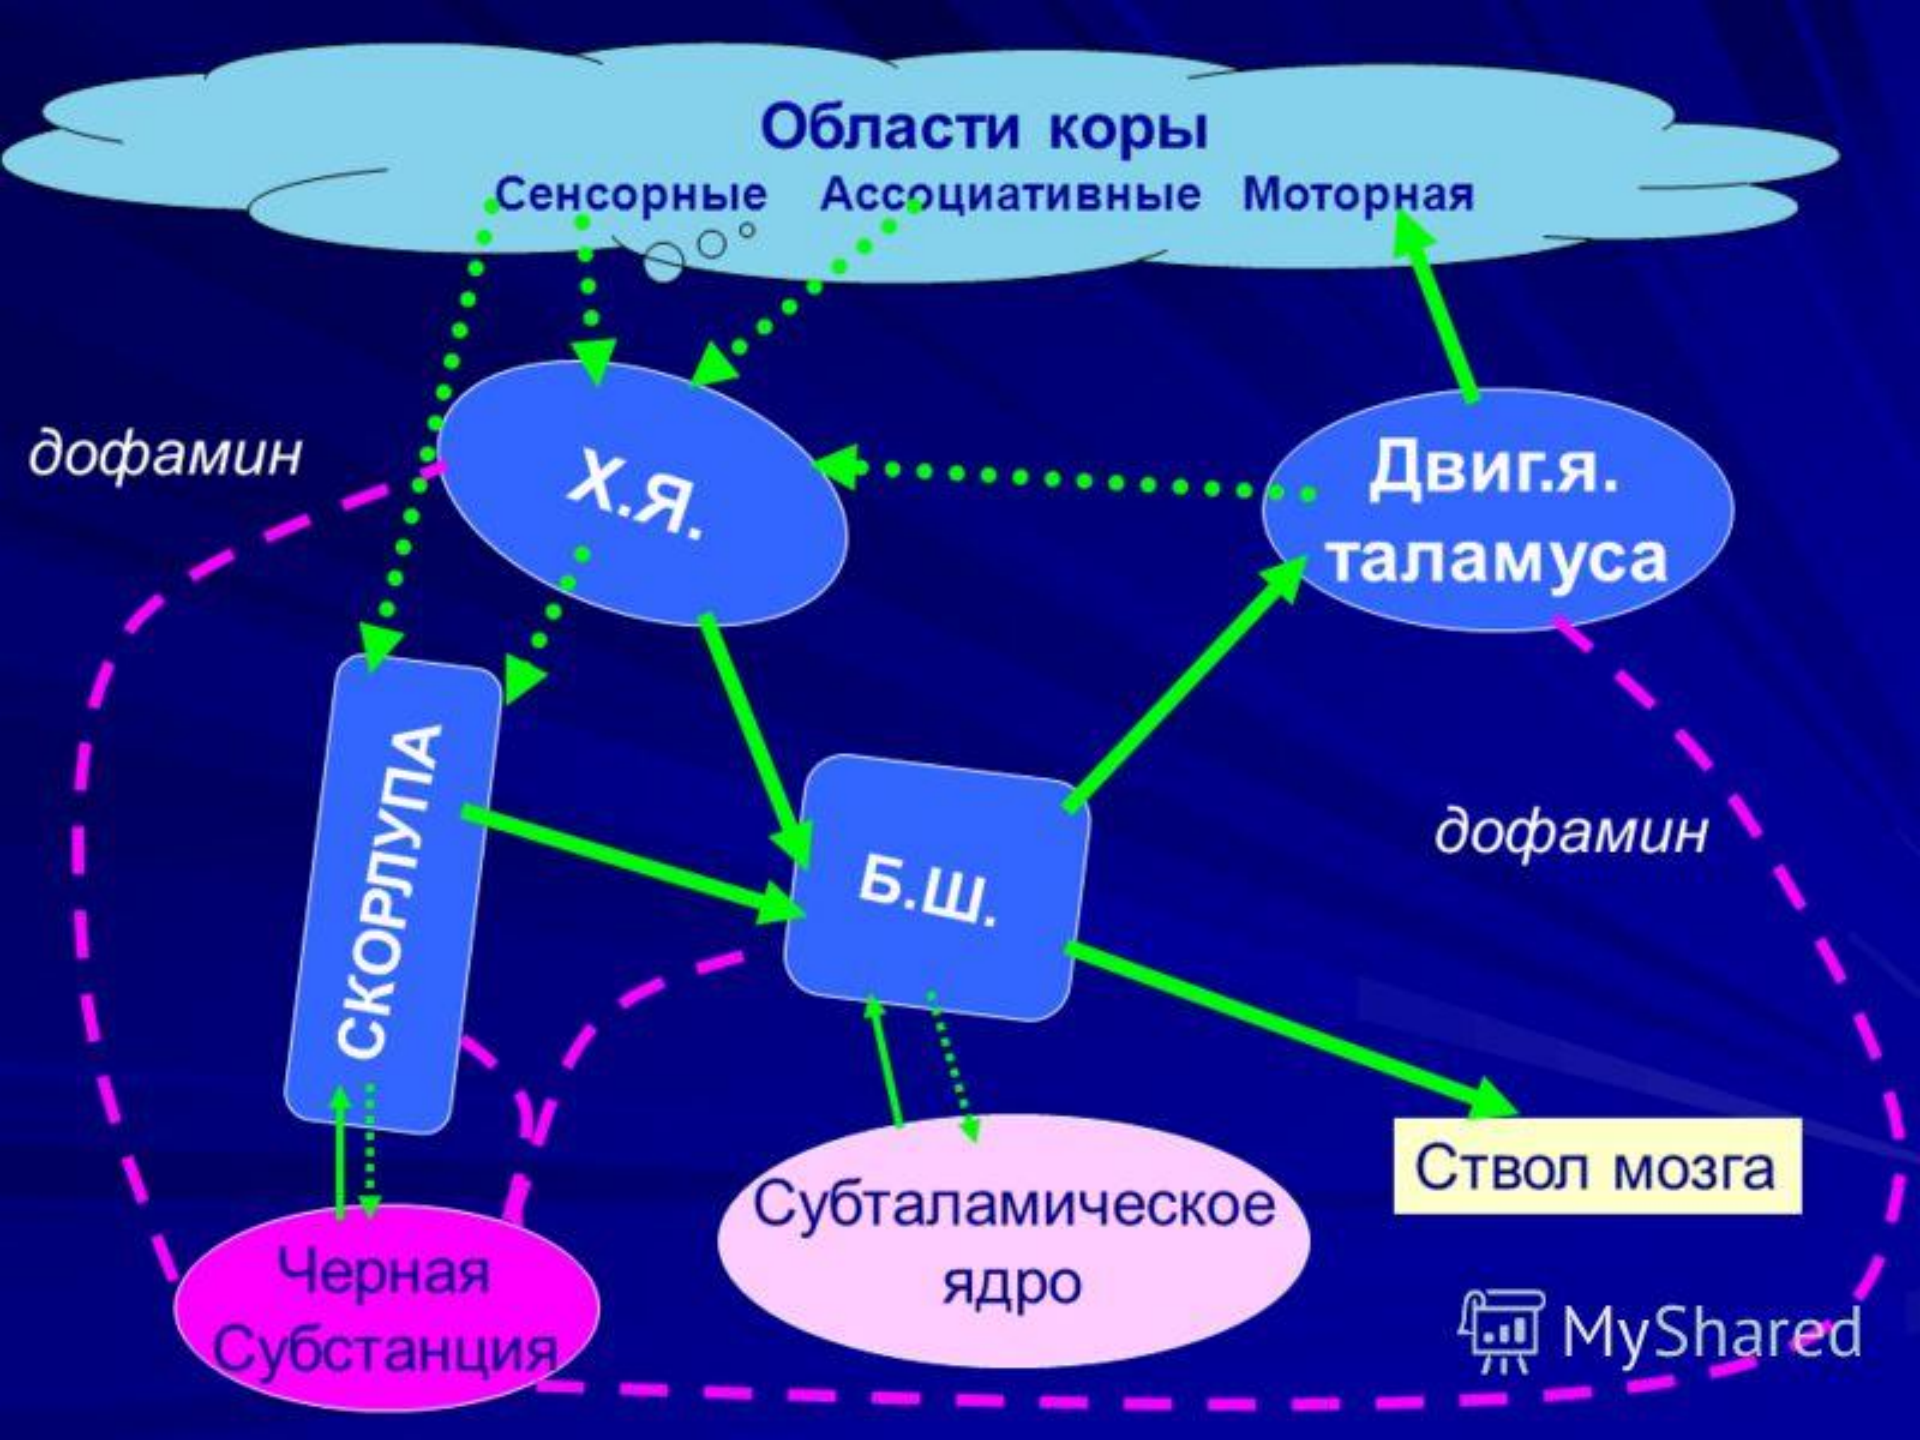 Области коры
Сенсорные Ассоциативные Моторная
дофамин
Х.Я.
Двиг.я.
таламуса
СКОРЛУПА
Б.Ш.
дофамин
Субталамическое
ядро
Ствол мозга
Черная
Субстанция
MyShared